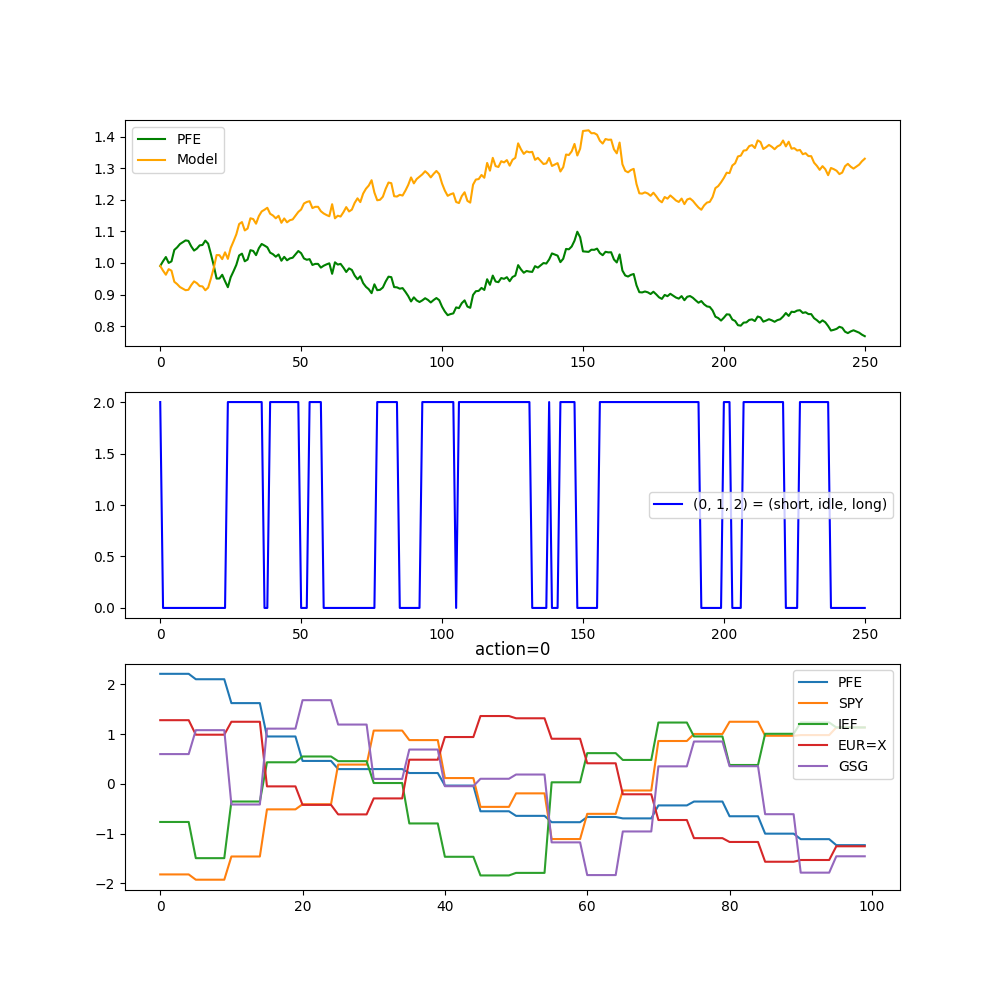 PFE
Model
1.4
1.3
1.2
1.1
1.0
0.9
0.8
0 50 100 150 200 250
2.0
1.5
1.0
0.5
0.0
(0, 1, 2) = (short, idle, long)
0 50 100 150 200 250
action=0
2
1
0
−1
−2
PFE
SPY
IEF
EUR=X
GSG
0 20 40 60 80 100